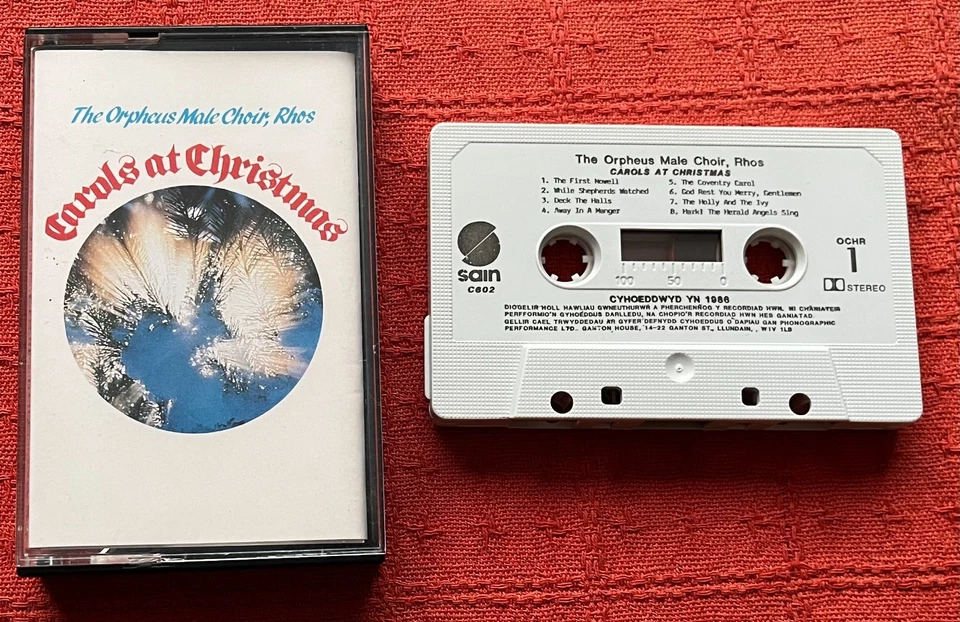 The Orpheus Male Choir, Rhos
Carols at Christmas
The Orpheus Male Choir, Rhos
CAROLS AT CHRISTMAS
1. The First Nowell
2. While Shepherds Watched
3. Deck The Halls
4. Away In A Manger
5. The Coventry Carol
6. God Rest You Merry, Gentlemen
7. The Holly And The Ivy
8. Hark! The Herald Angels Sing
sain
C602
100 50 0
OCHR
1
STEREO
CYHOEDDWYD YN 1986
DIOGELIR HOLL HAWLIAU GWNEUTHURWR A PHERCHENNOG Y RECORDIAD HWN. NI CHANIATEIR
PERFFORMIO'N GYHOEDDUS DARLLEDU, NA CHOPIO'R RECORDIAD HWN HEB GANIATAD.
GELLIR CAEL TRWYDDEDAU AR GYFER DEFNYDD CYHOEDDUS O DAPIAU GAN PHONOGRAPHIC
PERFORMANCE LTD., GANTON HOUSE, 14-22 GANTON ST., LLUNDAIN, , W1V 1LB